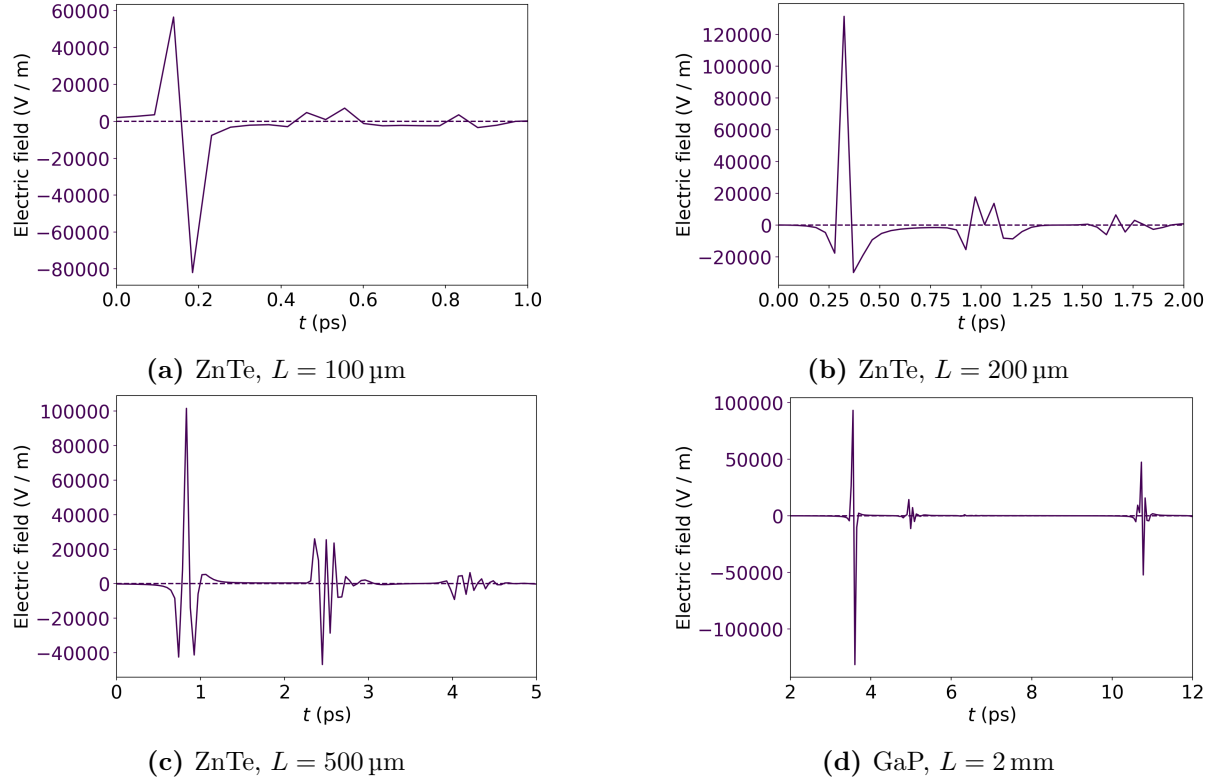 Electric field (V / m)
60000
40000
20000
0
−20000
−40000
−60000
−80000
0.0 0.2 0.4 0.6 0.8 1.0
t (ps)
(a) ZnTe, L = 100 µm
Electric field (V / m)
120000
100000
80000
60000
40000
20000
0
−20000
0.00 0.25 0.50 0.75 1.00 1.25 1.50 1.75 2.00
t (ps)
(b) ZnTe, L = 200 µm
Electric field (V / m)
100000
80000
60000
40000
20000
0
−20000
−40000
0 1 2 3 4 5
t (ps)
(c) ZnTe, L = 500 µm
Electric field (V / m)
100000
50000
0
−50000
−100000
2 4 6 8 10 12
t (ps)
(d) GaP, L = 2 mm